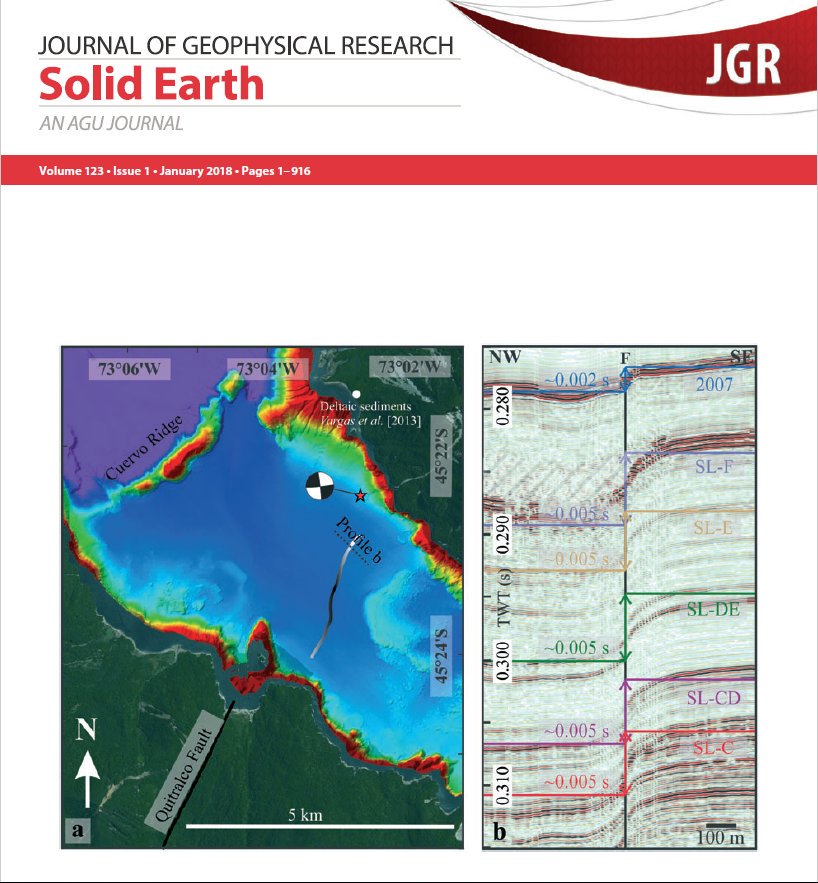 JOURNAL OF GEOPHYSICAL RESEARCH
Solid Earth
AN AGU JOURNAL
JGR
Volume 123 • Issue 1 • January 2018 • Pages 1–916
73°06'W
73°04'W
73°02'W
Deltaic sediments
Vargas et al. [2013]
Cuervo Ridge
45°22'S
Profile b
45°24'S
N
Quitralco Fault
5 km
a
NW
F
SE
~0.002 s
2007
0.280
SL-F
~0.005 s
0.290
SL-E
~0.005 s
TWT (s)
SL-DE
~0.005 s
0.300
SL-CD
~0.005 s
SL-C
~0.005 s
0.310
b
100 m